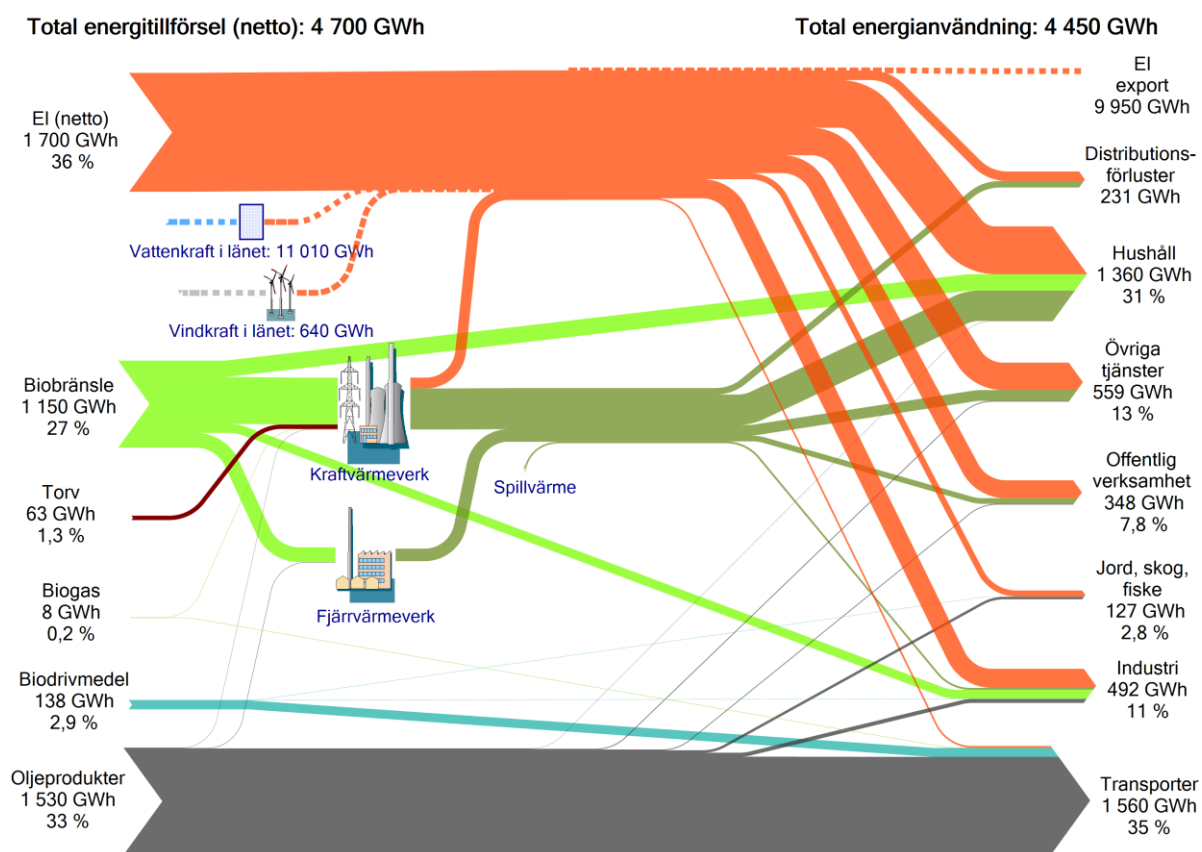 Total energitillförsel (netto): 4 700 GWh
Total energianvändning: 4 450 GWh
El (netto)
1 700 GWh
36 %
Vattenkraft i länet: 11 010 GWh
Vindkraft i länet: 640 GWh
Biobränsle
1 150 GWh
27 %
Torv
63 GWh
1,3 %
Biogas
8 GWh
0,2 %
Biodrivmedel
138 GWh
2,9 %
Oljeprodukter
1 530 GWh
33 %
Kraftvärmeverk
Fjärrvärmeverk
Spillvärme
El
export
9 950 GWh
Distributions-
förluster
231 GWh
Hushåll
1 360 GWh
31 %
Övriga
tjänster
559 GWh
13 %
Offentlig
verksamhet
348 GWh
7,8 %
Jord, skog,
fiske
127 GWh
2,8 %
Industri
492 GWh
11 %
Transporter
1 560 GWh
35 %